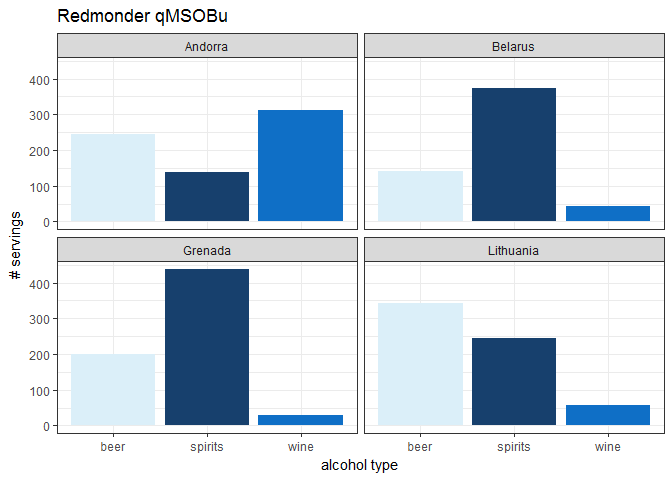 Redmonder qMSOBu
Andorra
Belarus
400
300
200
100
0
# servings
Grenada
Lithuania
400
300
200
100
0
beer
spirits
wine
beer
spirits
wine
alcohol type